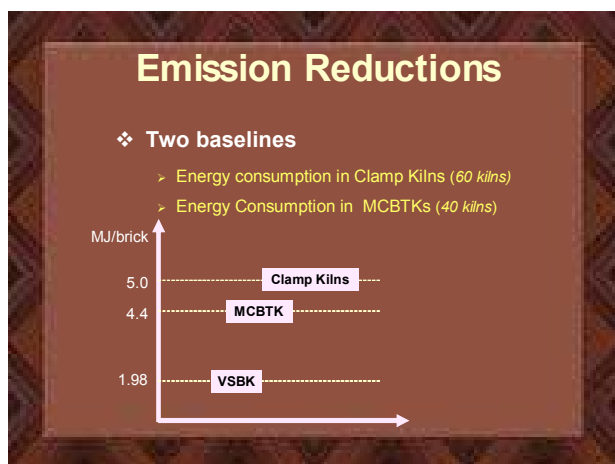 Emission Reductions
❖ Two baselines
➢ Energy consumption in Clamp Kilns (60 kilns)
➢ Energy Consumption in MCBTKs (40 kilns)
MJ/brick
5.0
Clamp Kilns
4.4
MCBTK
1.98
VSBK